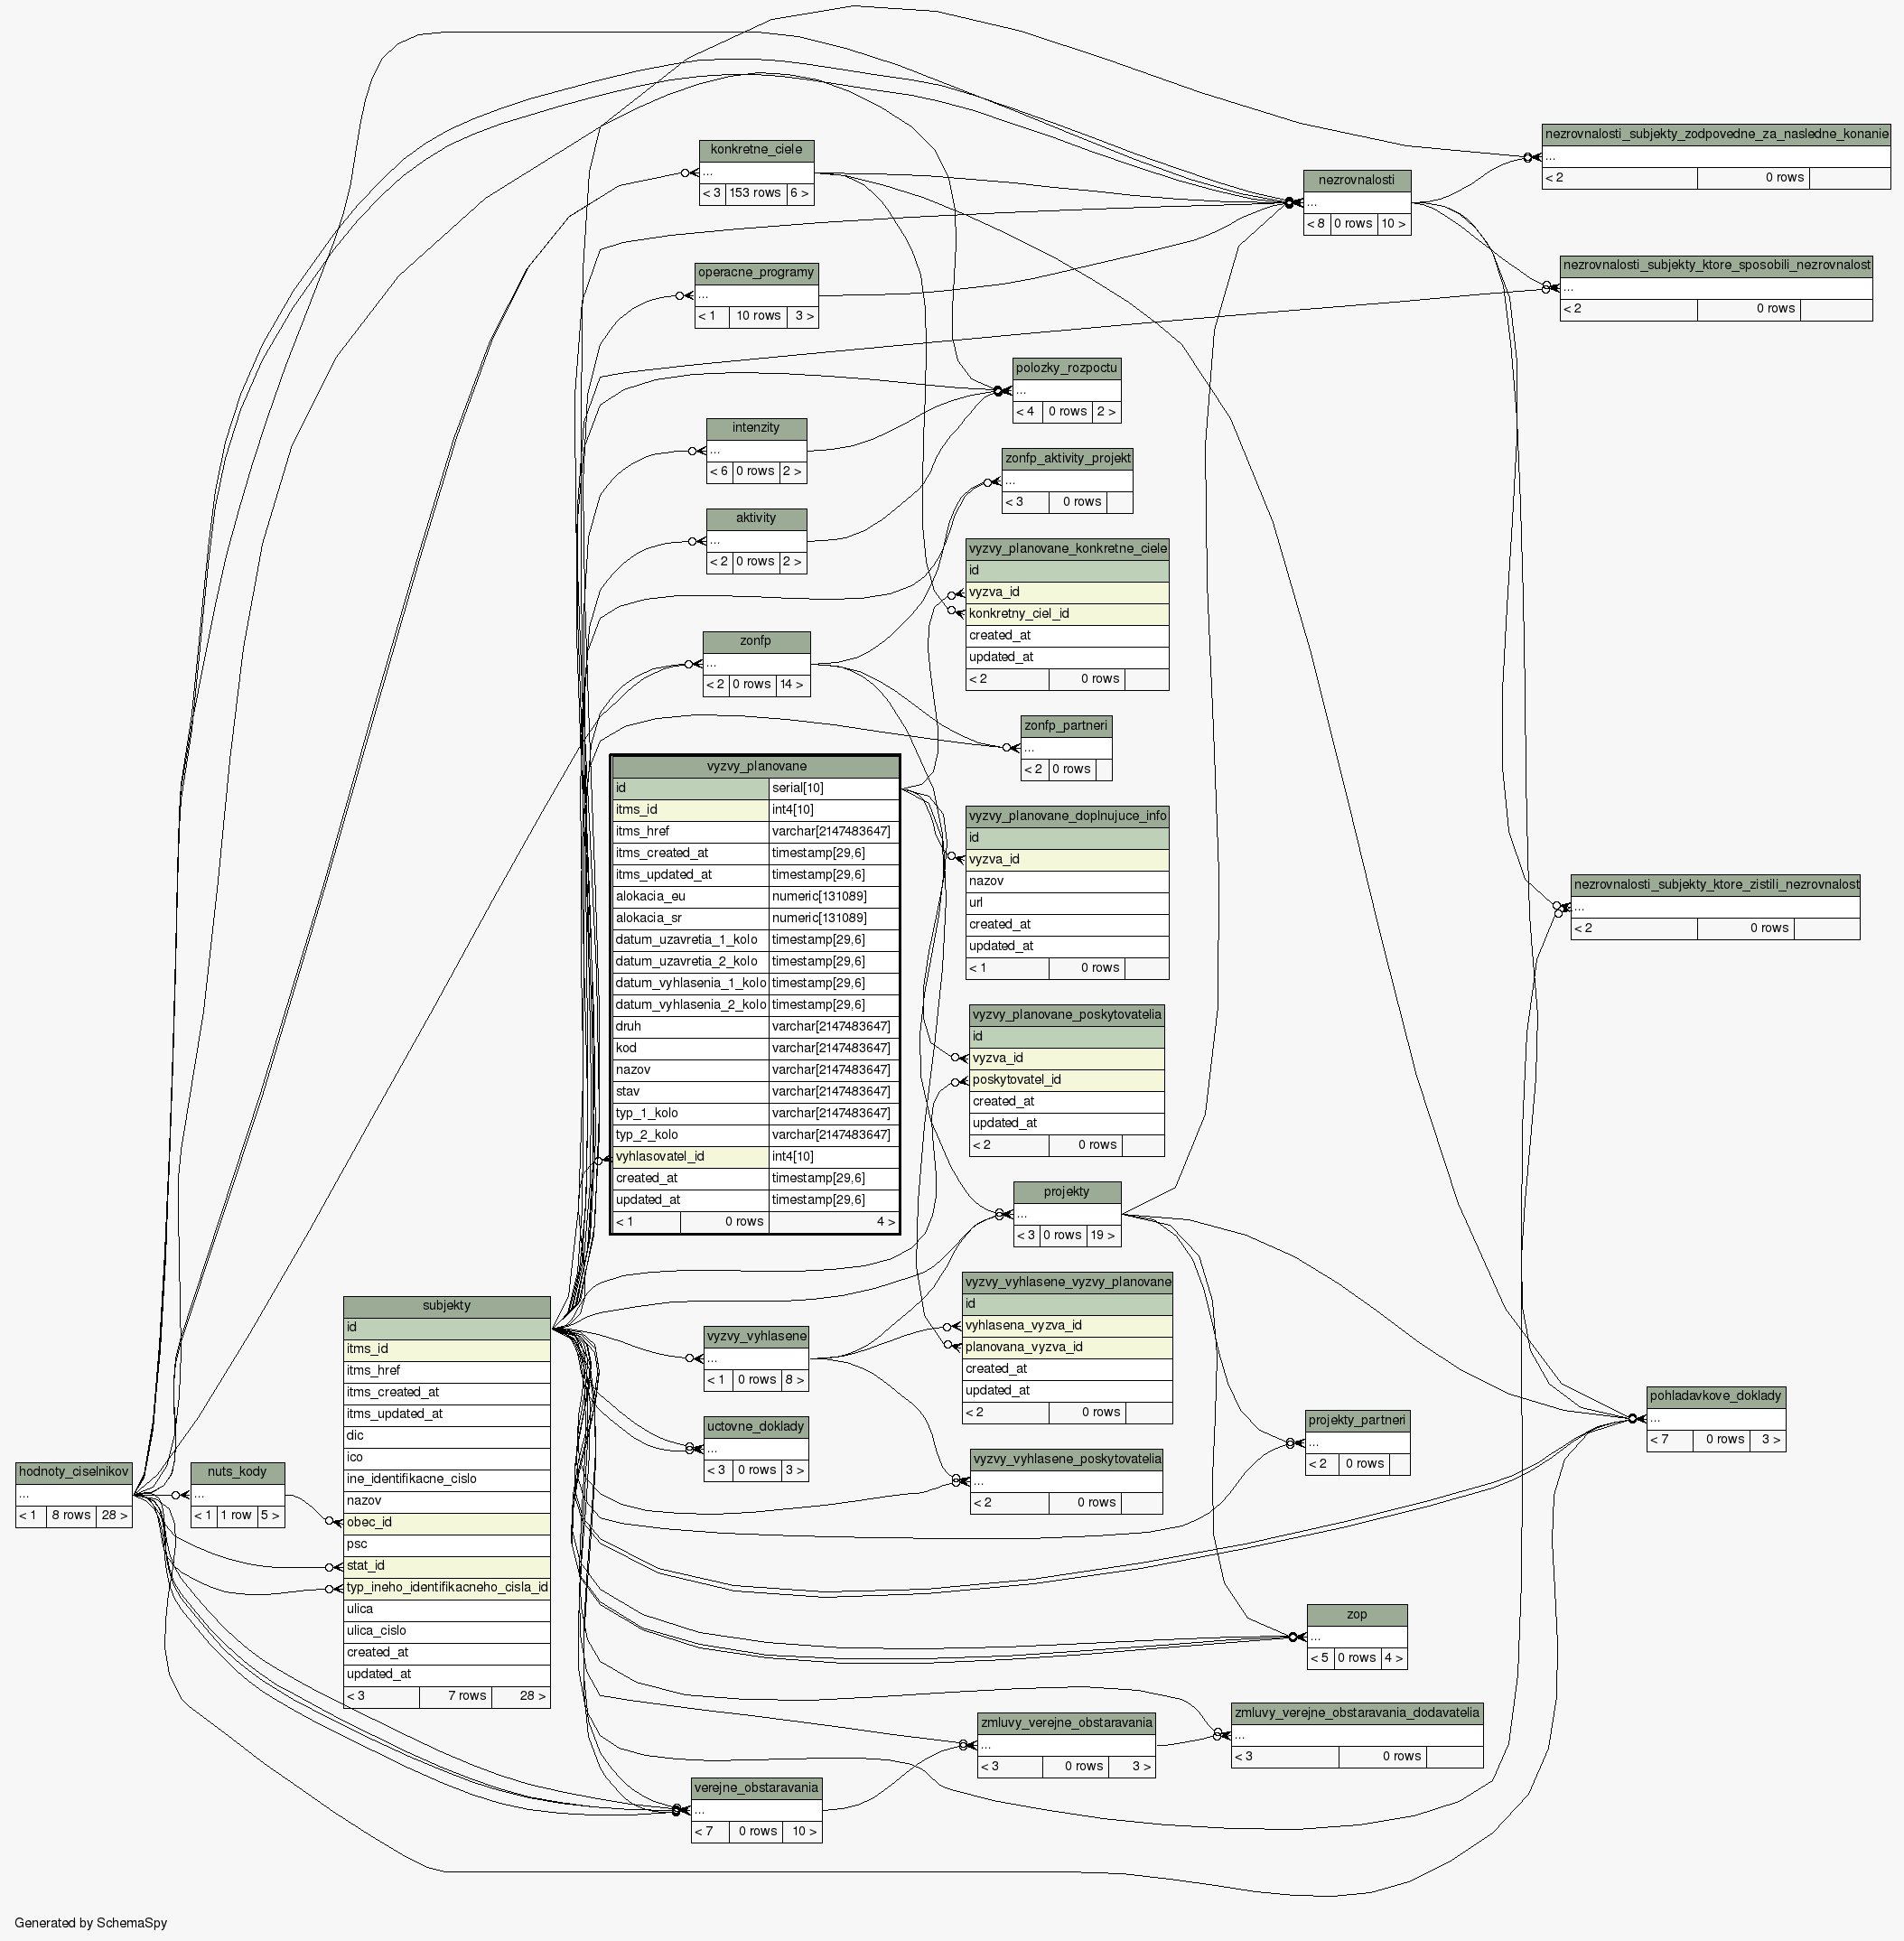 nezrovnalosti_subjekty_zodpovedne_za_nasledne_konanie
...
< 2 0 rows
konkretne_ciele
...
< 3 153 rows 6 >
nezrovnalosti
...
< 8 0 rows 10 >
nezrovnalosti_subjekty_ktore_sposobili_nezrovnalost
...
< 2 0 rows
operacne_programy
...
< 1 10 rows 3 >
polozky_rozpoctu
...
< 4 0 rows 2 >
intenzity
...
< 6 0 rows 2 >
zonfp_aktivity_projekt
...
< 3 0 rows
aktivity
...
< 2 0 rows 2 >
vyzvy_planovane_konkretne_ciele
id
vyzva_id
konkretny_ciel_id
created_at
updated_at
< 2 0 rows
zonfp
...
< 2 0 rows 14 >
zonfp_partneri
...
< 2 0 rows
vyzvy_planovane
id serial[10]
itms_id int4[10]
itms_href varchar[2147483647]
itms_created_at timestamp[29,6]
itms_updated_at timestamp[29,6]
alokacia_eu numeric[131089]
alokacia_sr numeric[131089]
datum_uzavretia_1_kolo timestamp[29,6]
datum_uzavretia_2_kolo timestamp[29,6]
datum_vyhlasenia_1_kolo timestamp[29,6]
datum_vyhlasenia_2_kolo timestamp[29,6]
druh varchar[2147483647]
kod varchar[2147483647]
nazov varchar[2147483647]
stav varchar[2147483647]
typ_1_kolo varchar[2147483647]
typ_2_kolo varchar[2147483647]
vyhlasovatel_id int4[10]
created_at timestamp[29,6]
updated_at timestamp[29,6]
< 1 0 rows 4 >
vyzvy_planovane_doplnujuce_info
id
vyzva_id
nazov
url
created_at
updated_at
< 1 0 rows
nezrovnalosti_subjekty_ktore_zistili_nezrovnalost
...
< 2 0 rows
vyzvy_planovane_poskytovatelia
id
vyzva_id
poskytovatel_id
created_at
updated_at
< 2 0 rows
projekty
...
< 3 0 rows 19 >
vyzvy_vyhlasene_vyzvy_planovane
id
vyhlasena_vyzva_id
planovana_vyzva_id
created_at
updated_at
< 2 0 rows
subjekty
id
itms_id
itms_href
itms_created_at
itms_updated_at
dic
ico
ine_identifikacne_cislo
nazov
obec_id
psc
stat_id
typ_ineho_identifikacneho_cisla_id
ulica
ulica_cislo
created_at
updated_at
< 3 7 rows 28 >
vyzvy_vyhlasene
...
< 1 0 rows 8 >
uctovne_doklady
...
< 3 0 rows 3 >
pohladavkove_doklady
...
< 7 0 rows 3 >
projekty_partneri
...
< 2 0 rows
vyzvy_vyhlasene_poskytovatelia
...
< 2 0 rows
hodnoty_ciselnikov
...
< 1 8 rows 28 >
nuts_kody
...
< 1 1 row 5 >
zop
...
< 5 0 rows 4 >
zmluvy_verejne_obstaravania_dodavatelia
...
< 3 0 rows
zmluvy_verejne_obstaravania
...
< 3 0 rows 3 >
verejne_obstaravania
...
< 7 0 rows 10 >
Generated by SchemaSpy